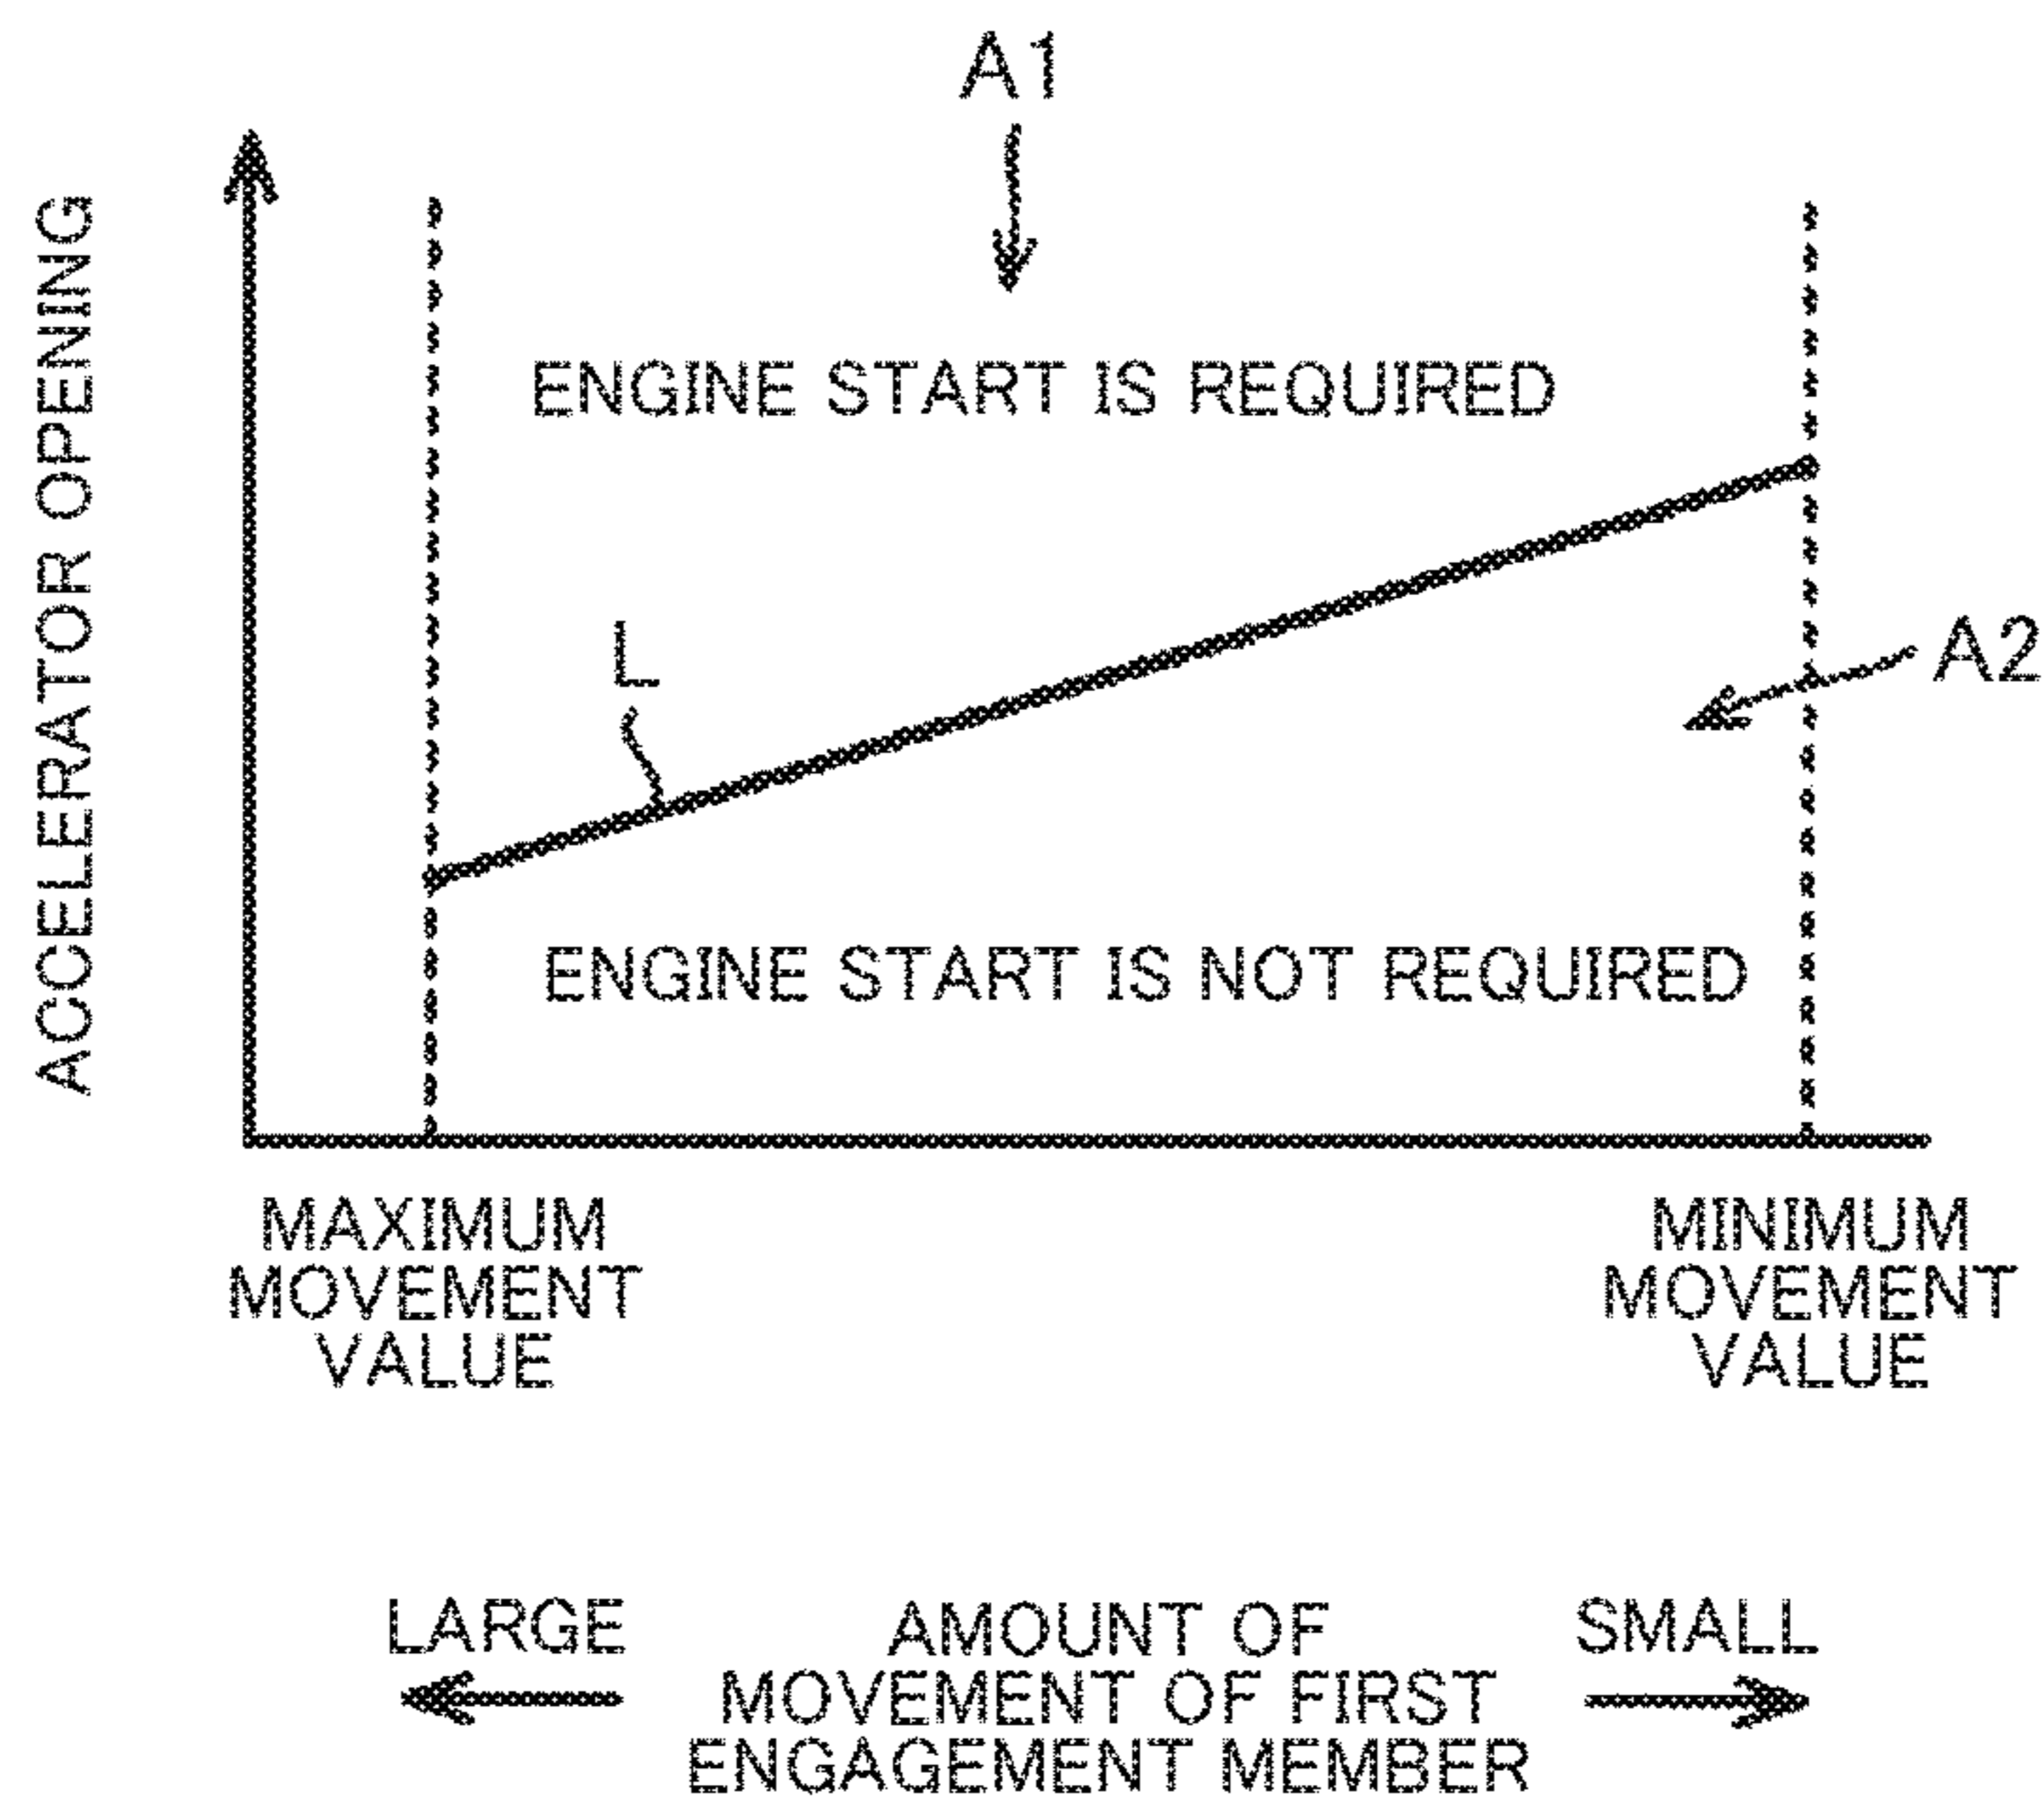 A1
ACCELERATOR OPENING
ENGINE START IS REQUIRED
L
A2
ENGINE START IS NOT REQUIRED
MAXIMUM
MOVEMENT
VALUE
MINIMUM
MOVEMENT
VALUE
LARGE
AMOUNT OF
MOVEMENT OF FIRST
ENGAGEMENT MEMBER
SMALL